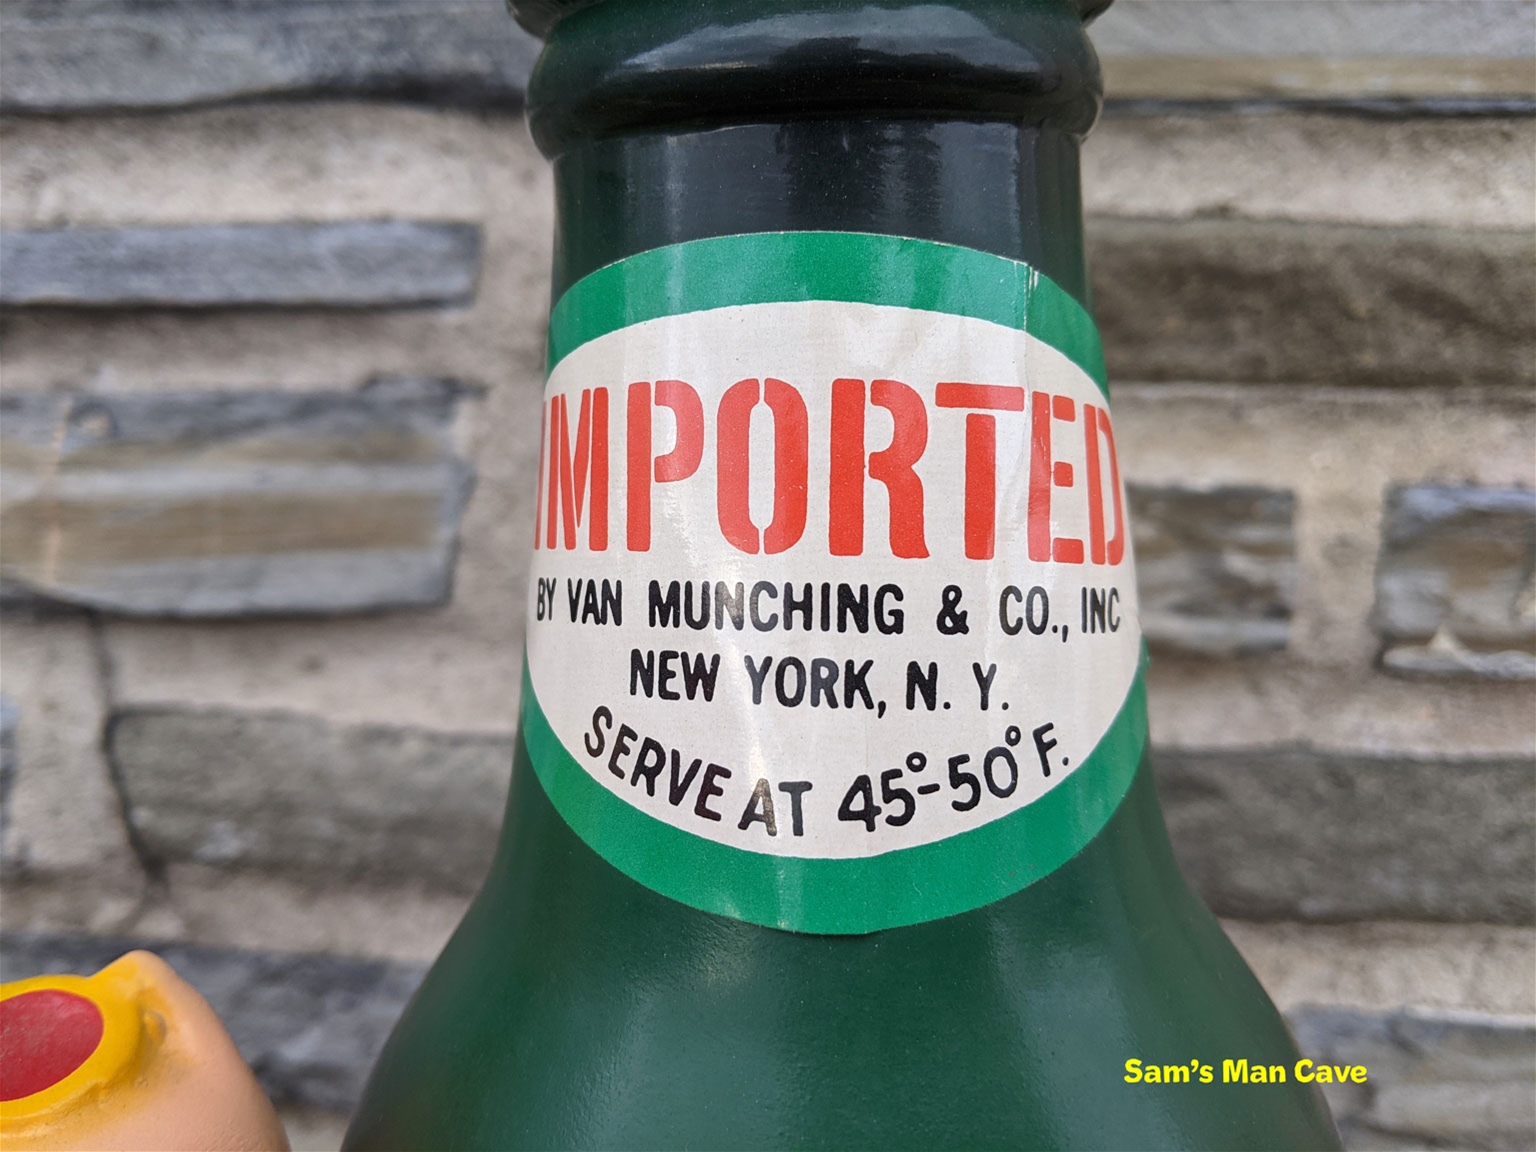 IMPORTED
BY VAN MUNCHING & CO., INC
NEW YORK, N. Y.
SERVE AT 45°-50° F.
Sam's Man Cave